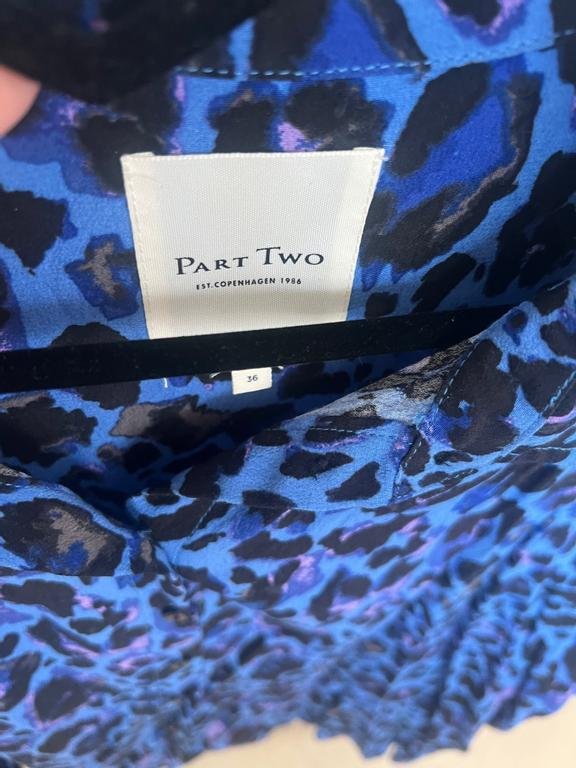 PART TWO
EST. COPENHAGEN 1986
36